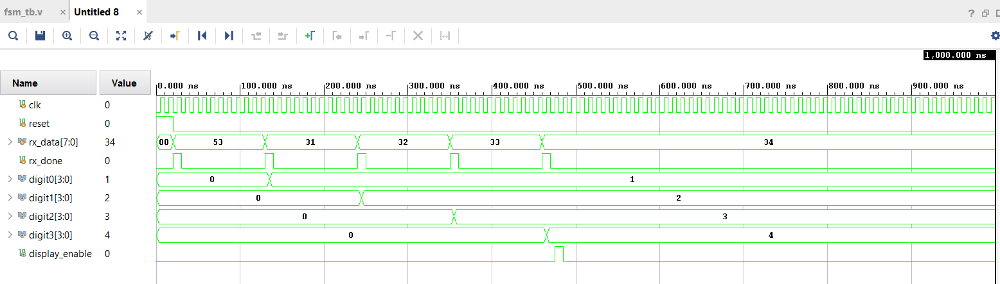 fsm_tb.v × Untitled 8 × ?
1,000.000 ns
Name Value 0.000 ns 100.000 ns 200.000 ns 300.000 ns 400.000 ns 500.000 ns 600.000 ns 700.000 ns 800.000 ns 900.000 ns
clk 0
reset 0
rx_data[7:0] 34 00 53 31 32 33 34
rx_done 0
digit0[3:0] 1 0 1
digit1[3:0] 2 0 2
digit2[3:0] 3 0 3
digit3[3:0] 4 0 4
display_enable 0